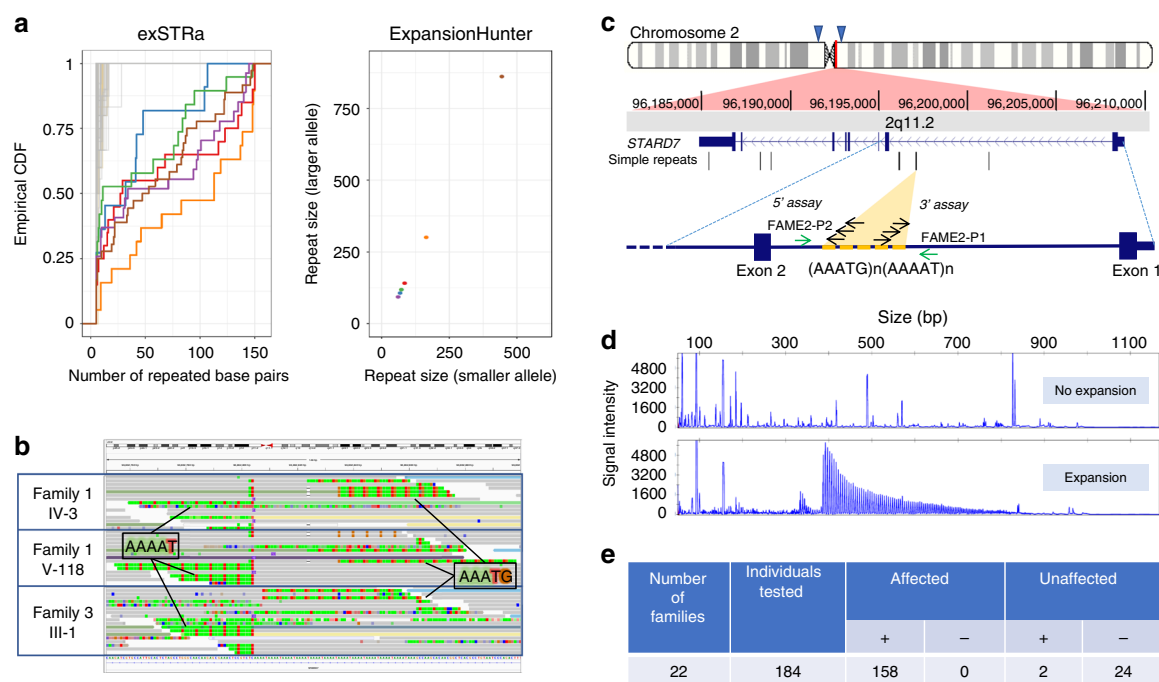 a
exSTRa
ExpansionHunter
Empirical CDF
1
0.75
0.50
0.25
0
0 50 100 150
Number of repeated base pairs
Repeat size (larger allele)
750
500
250
0
0 250 500
Repeat size (smaller allele)
b
Family 1
IV-3
Family 1
V-118
Family 3
III-1
AAAAT
AAATG
c
Chromosome 2
96,185,000 96,190,000 96,195,000 96,200,000 96,205,000 96,210,000
2q11.2
STARD7
Simple repeats
5' assay
3' assay
FAME2-P2
FAME2-P1
Exon 2
(AAATG)n(AAAAT)n
Exon 1
d
Size (bp)
100 300 500 700 900 1100
Signal intensity
4800
3200
1600
0
No expansion
4800
3200
1600
0
Expansion
e
Number of families
Individuals tested
Affected
Unaffected
+ − + −
22 184 158 0 2 24